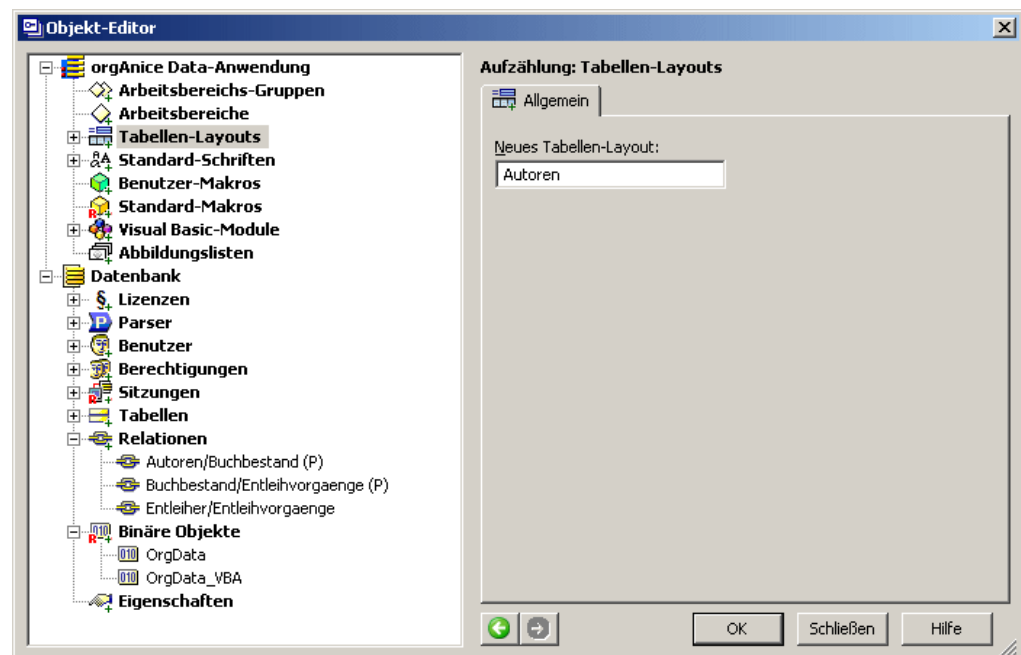 Objekt-Editor
orgAnice Data-Anwendung
Arbeitsbereichs-Gruppen
Arbeitsbereiche
Tabellen-Layouts
Standard-Schriften
Benutzer-Makros
Standard-Makros
Visual Basic-Module
Abbildungslisten
Datenbank
Lizenzen
Parser
Benutzer
Berechtigungen
Sitzungen
Tabellen
Relationen
Autoren/Buchbestand (P)
Buchbestand/Entleihvorgaenge (P)
Entleiher/Entleihvorgaenge
Binäre Objekte
OrgData
OrgData_VBA
Eigenschaften
Aufzählung: Tabellen-Layouts
Allgemein
Neues Tabellen-Layout:
Autoren
OK Schließen Hilfe